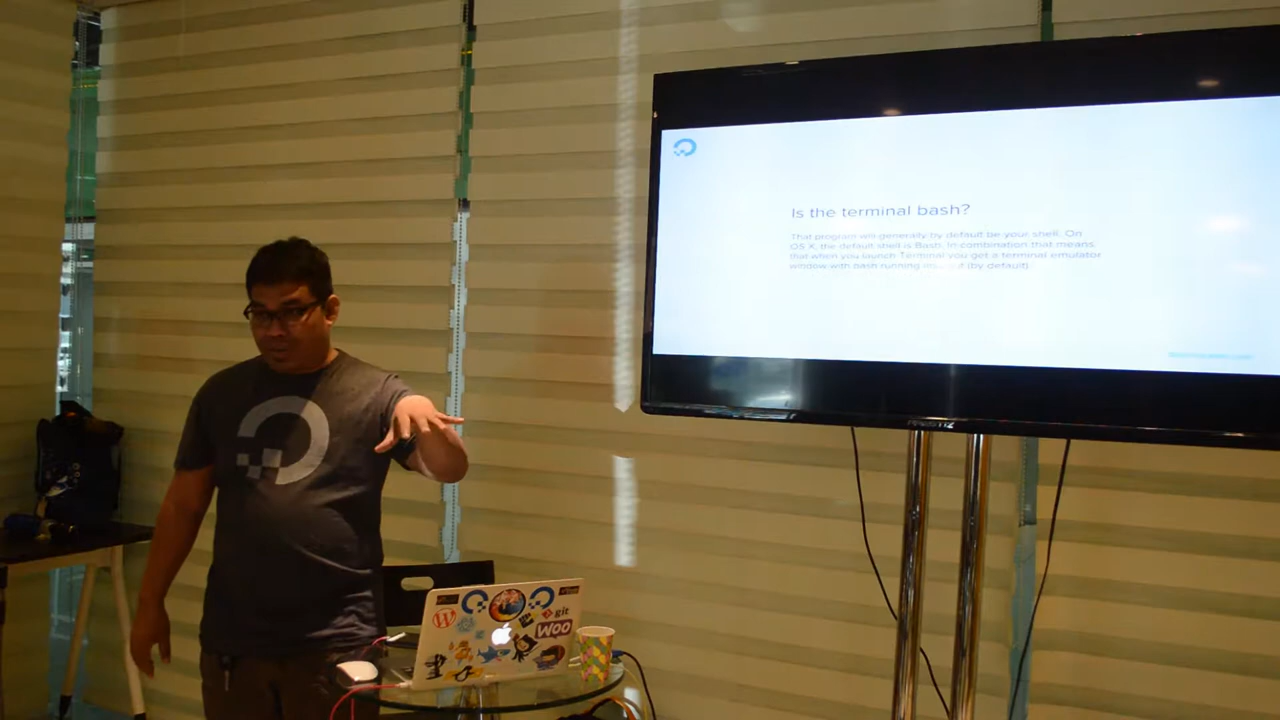 Is the terminal bash?
That program will generally by default be your shell. On
OS X, the default shell is Bash. In combination that means,
that when you launch Terminal you get a terminal emulator
window with bash running (by default).
git
WOO